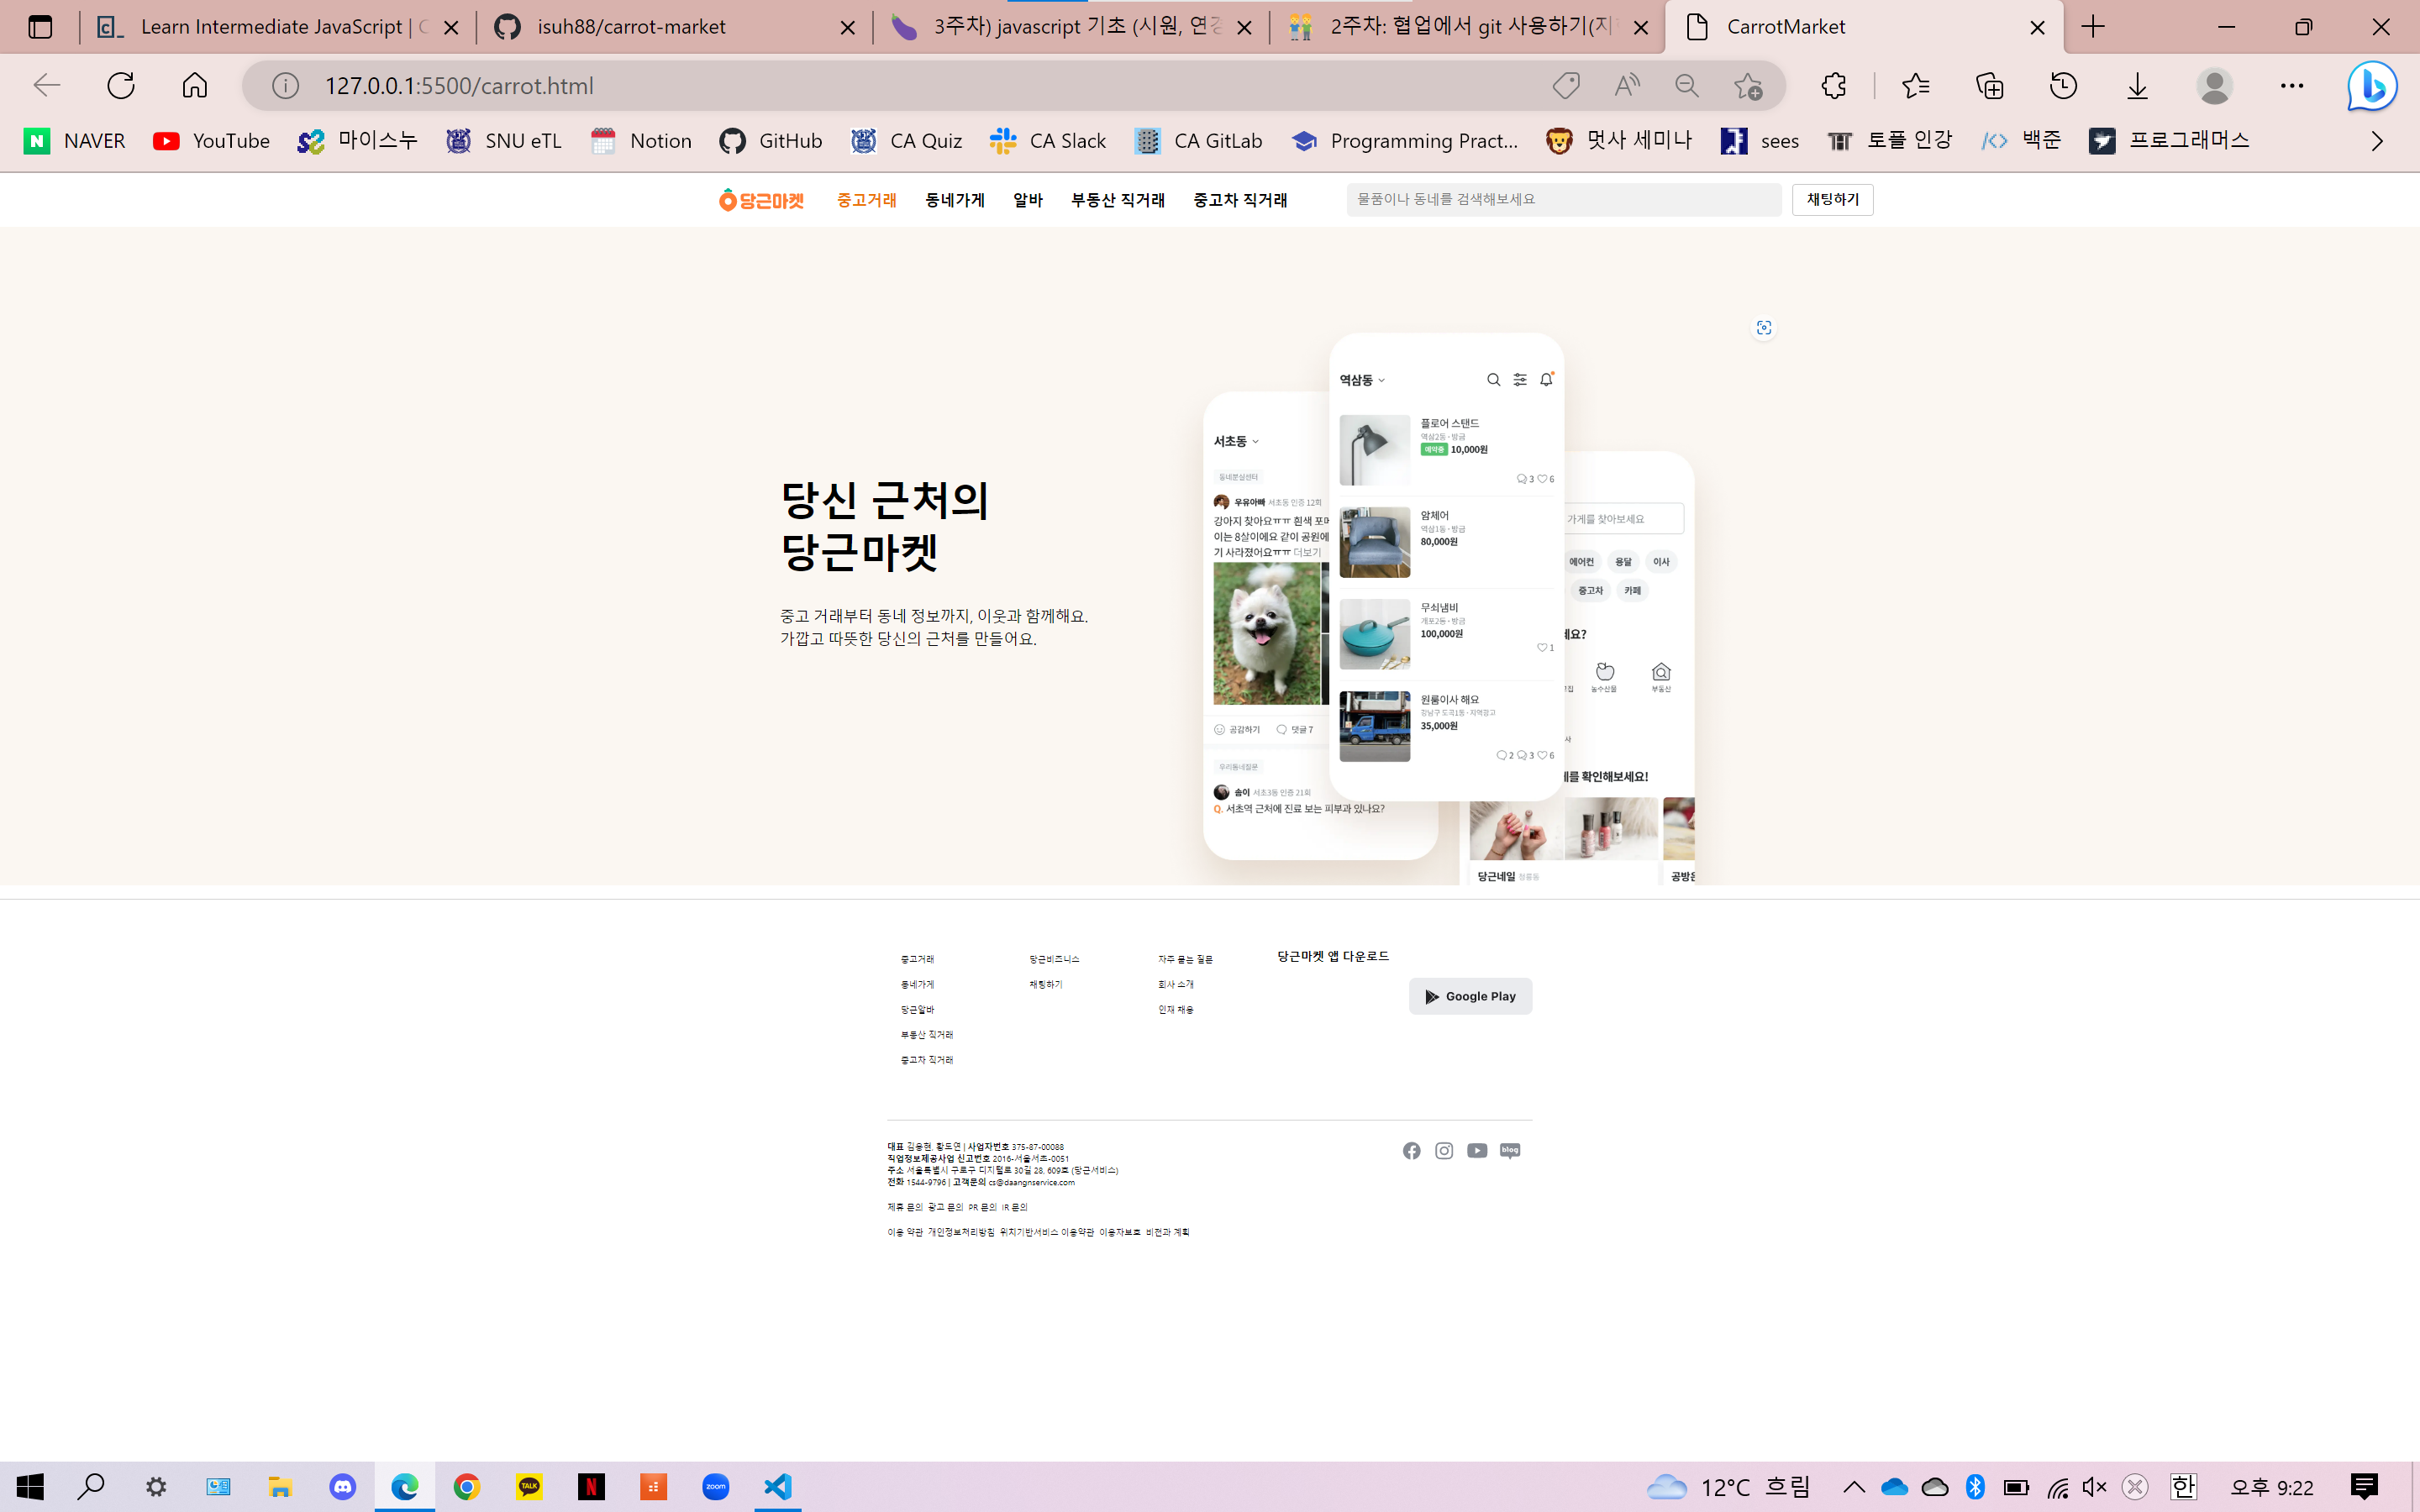 Learn Intermediate JavaScript | C
isuh88/carrot-market
3주차) javascript 기초 (시원, 연경
2주차: 협업에서 git 사용하기(지
CarrotMarket
127.0.0.1:5500/carrot.html
NAVER
YouTube
마이스누
SNU eTL
Notion
GitHub
CA Quiz
CA Slack
CA GitLab
Programming Pract...
멋사 세미나
sees
토플 인강
백준
프로그래머스
당근마켓
중고거래
동네가게
알바
부동산 직거래
중고차 직거래
물품이나 동네를 검색해보세요
채팅하기
당신 근처의
당근마켓
중고 거래부터 동네 정보까지, 이웃과 함께해요.
가깝고 따뜻한 당신의 근처를 만들어요.
서초동
동네분실센터
우유아빠 서초동 인증 12회
강아지 찾아요ㅠㅠ 흰색 포메
이는 8살이에요 같이 공원에
기 사라졌어요ㅠㅠ 더보기
공감하기
댓글 7
우리동네질문
송이 서초3동 인증 21회
Q. 서초역 근처에 진료 보는 피부과 있나요?
역삼동
플로어 스탠드
역삼2동 · 방금
예약중 10,000원
3 6
암체어
역삼1동 · 방금
80,000원
무쇠냄비
개포2동 · 방금
100,000원
1
원룸이사 해요
강남구 도곡1동 · 지역광고
35,000원
2 3 6
가게를 찾아보세요
에어컨
용달
이사
중고차
카페
요?
농수산물
부동산
를 확인해보세요!
당근네일 청룡동
공방은
중고거래
동네가게
당근알바
부동산 직거래
중고차 직거래
당근비즈니스
채팅하기
자주 묻는 질문
회사 소개
인재 채용
당근마켓 앱 다운로드
Google Play
대표 김용현, 황도연 | 사업자번호 375-87-00088
직업정보제공사업 신고번호 2016-서울서초-0051
주소 서울특별시 구로구 디지털로 30길 28, 609호 (당근서비스)
전화 1544-9796 | 고객문의 cs@daangnservice.com
제휴 문의 광고 문의 PR 문의 IR 문의
이용 약관 개인정보처리방침 위치기반서비스 이용약관 이용자보호 비전과 계획
blog
TALK
zoom
12°C 흐림
한
오후 9:22